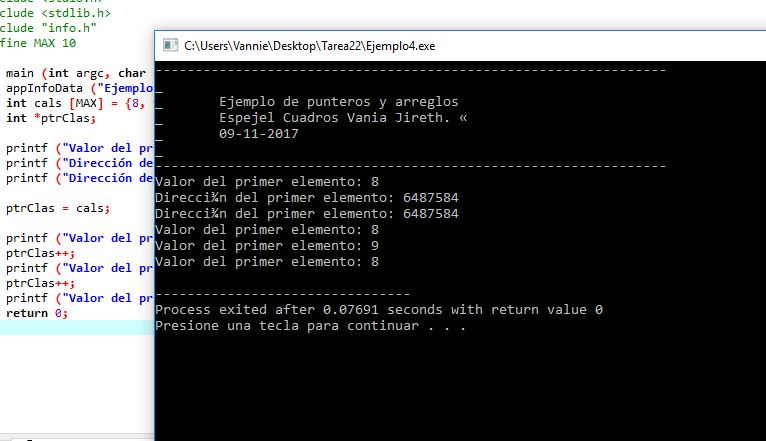 clude <stdlib.h>
clude "info.h"
fine MAX 10
main (int argc, char
appInfoData ("Ejemplo
int cals [MAX] = {8,
int *ptrClas;
printf ("Valor del pr
printf ("Dirección de
printf ("Dirección de
ptrClas = cals;
printf ("Valor del pr
ptrClas++;
printf ("Valor del pr
ptrClas++;
printf ("Valor del pr
return 0;
C:\Users\Vannie\Desktop\Tarea22\Ejemplo4.exe
----------------------------------------------------------------
_
_ Ejemplo de punteros y arreglos
_ Espejel Cuadros Vania Jireth. «
_ 09-11-2017
_
----------------------------------------------------------------
Valor del primer elemento: 8
Direcci¾n del primer elemento: 6487584
Direcci¾n del primer elemento: 6487584
Valor del primer elemento: 8
Valor del primer elemento: 9
Valor del primer elemento: 8
--------------------------------
Process exited after 0.07691 seconds with return value 0
Presione una tecla para continuar . . .